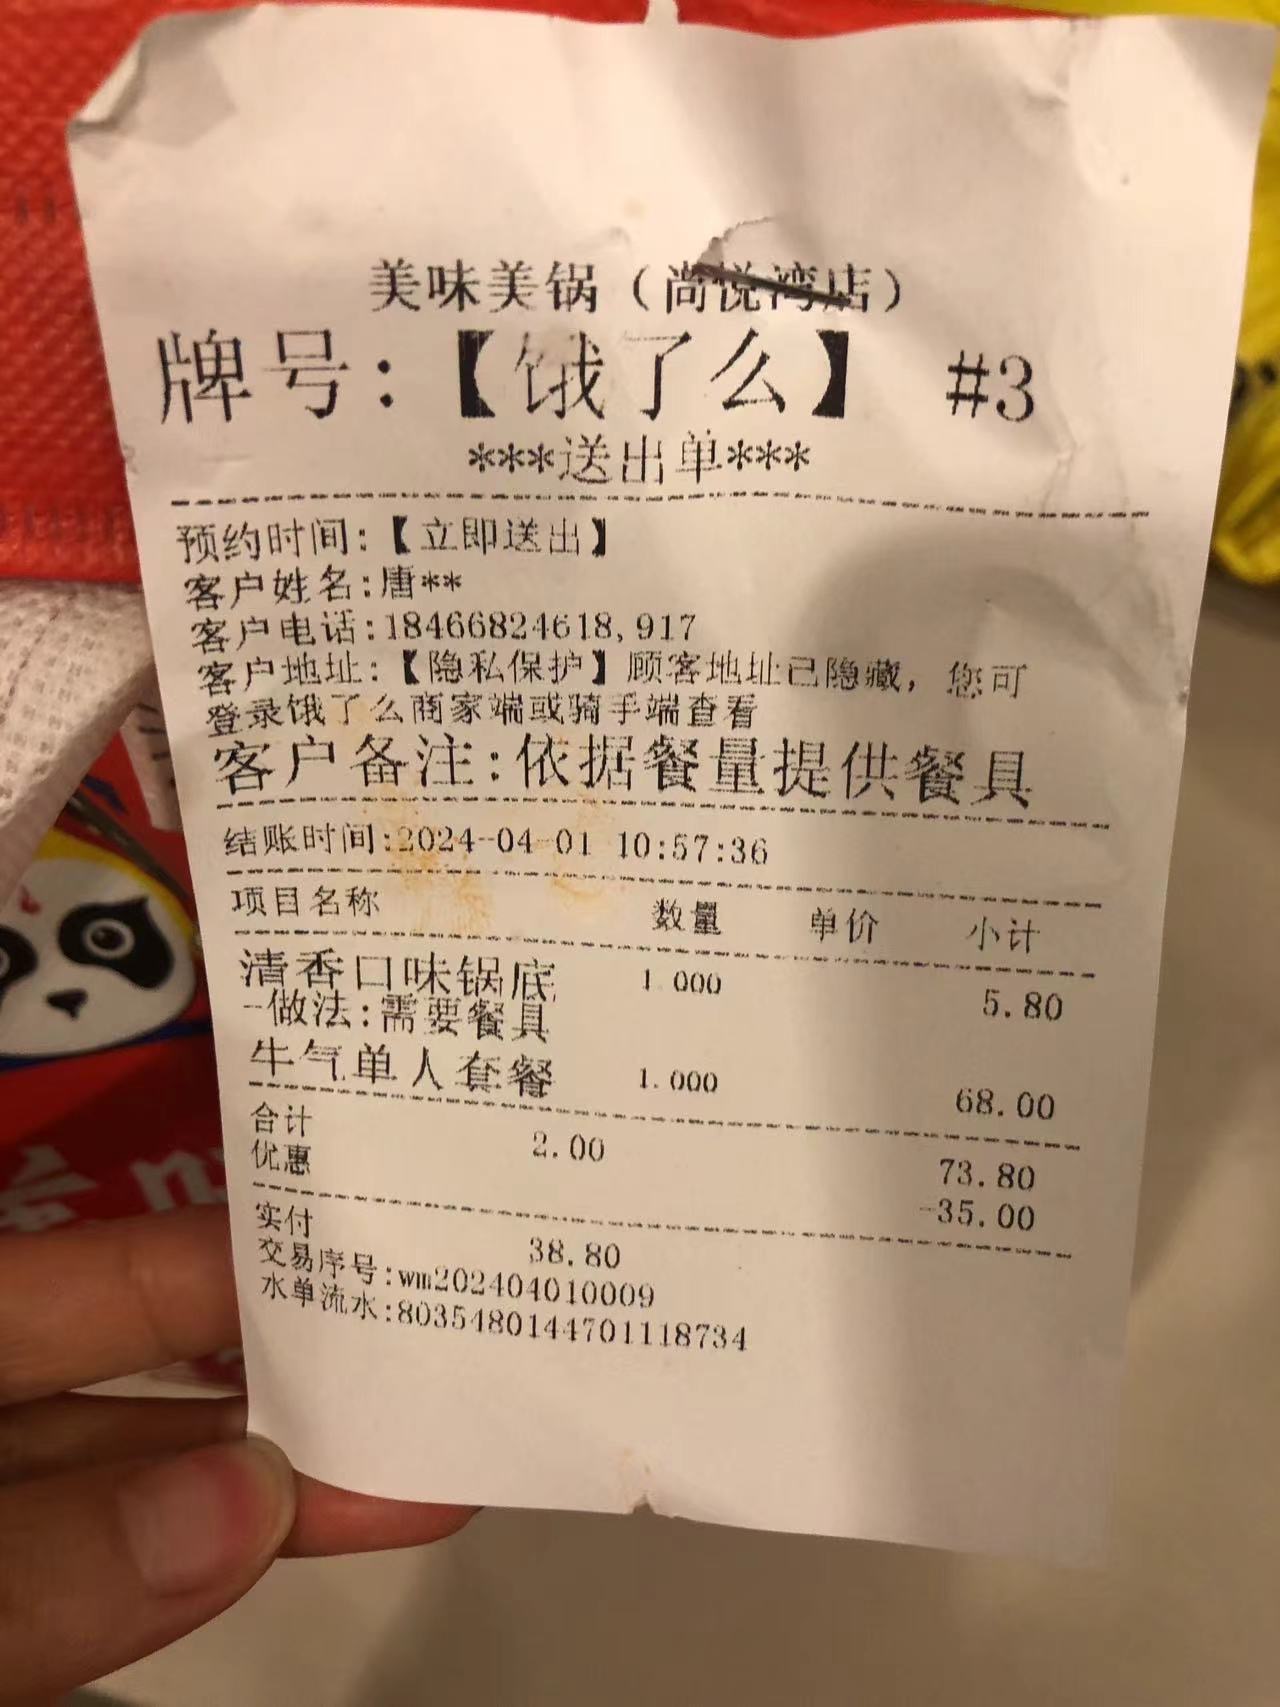 美味美锅（尚悦湾店）
牌号:【饿了么】 #3
***送出单***
预约时间:【立即送出】
客户姓名:唐**
客户电话:18466824618,917
客户地址:【隐私保护】顾客地址已隐藏，您可
登录饿了么商家端或骑手端查看
客户备注:依据餐量提供餐具
结账时间:2024-04-01 10:57:36
项目名称 数量 单价 小计
清香口味锅底 1.000 5.80
-做法:需要餐具
牛气单人套餐 1.000 68.00
合计 2.00 73.80
优惠 -35.00
实付 38.80
交易序号:wm202404010009
水单流水:8035480144701118734